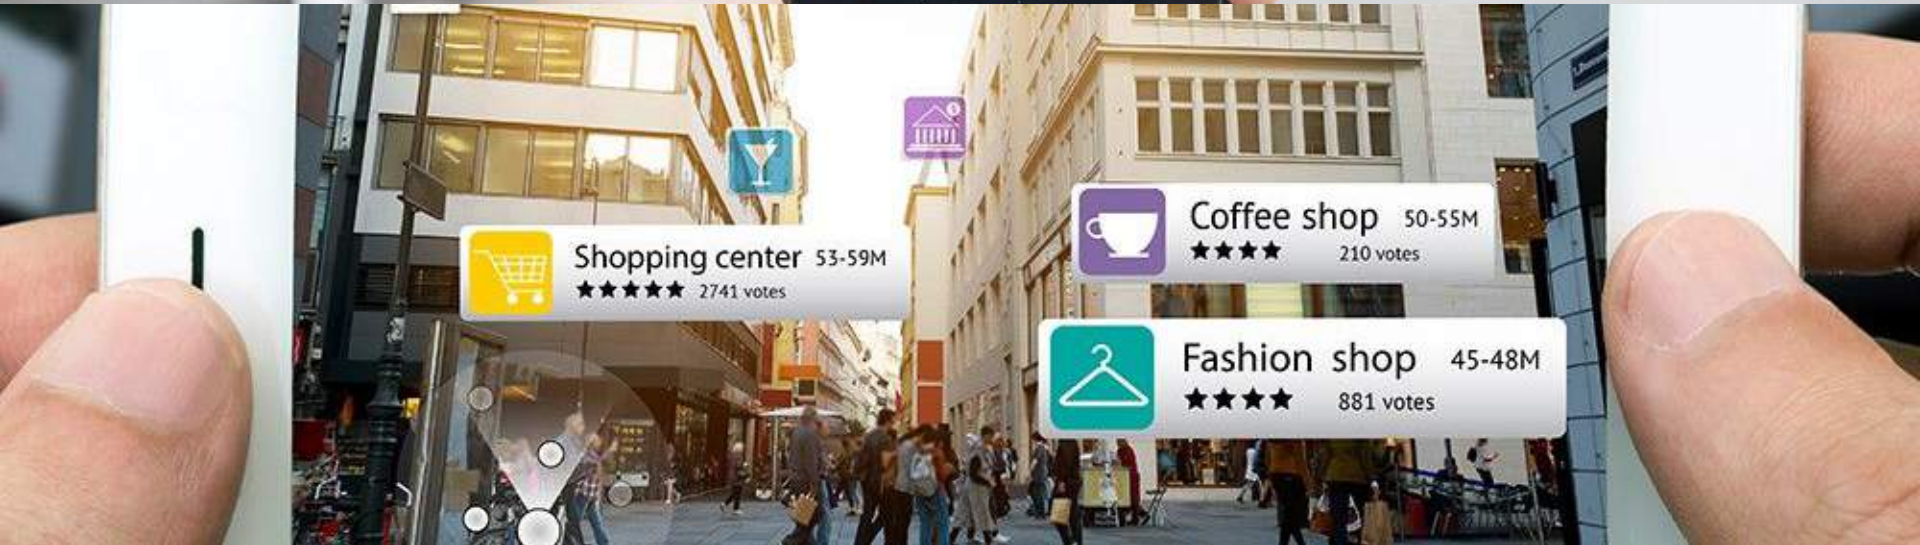 Shopping center 53-59M
★★★★★ 2741 votes
Coffee shop 50-55M
★★★★ 210 votes
Fashion shop 45-48M
★★★★ 881 votes